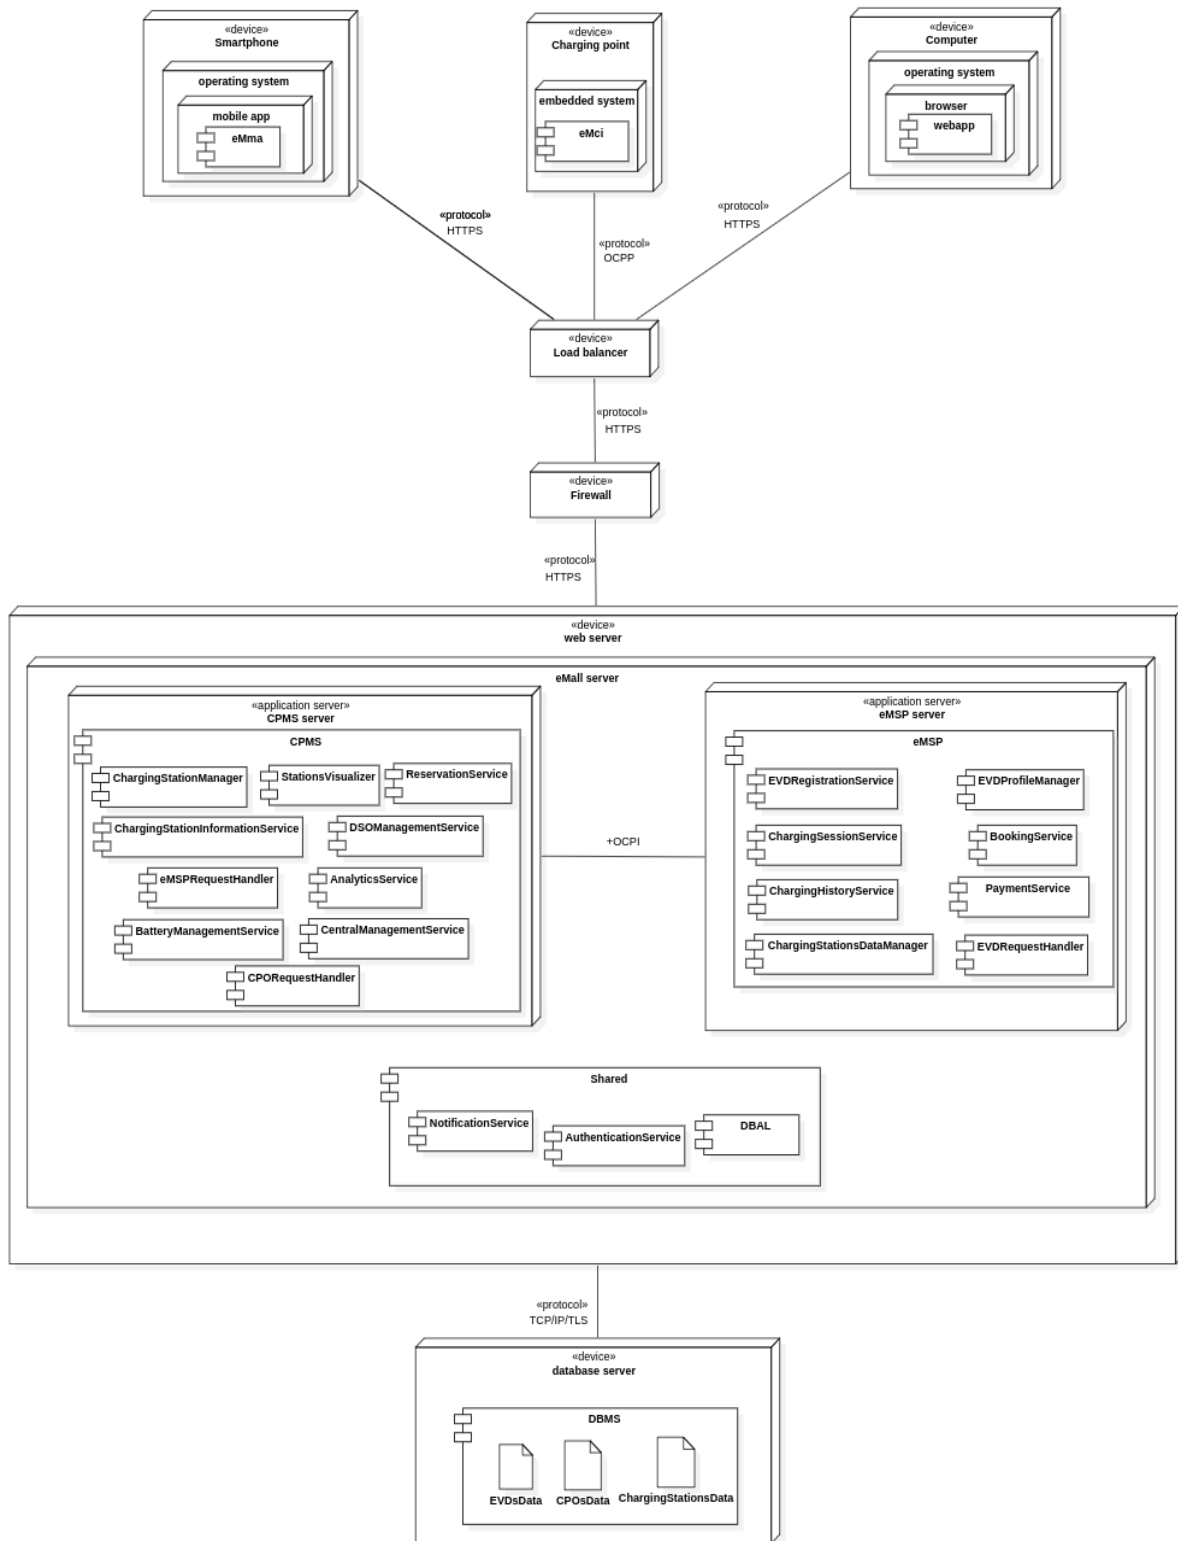 «device»
Smartphone
operating system
mobile app
eMma
«device»
Charging point
embedded system
eMci
«device»
Computer
operating system
browser
webapp
«protocol»
HTTPS
«protocol»
OCPP
«protocol»
HTTPS
«device»
Load balancer
«protocol»
HTTPS
«device»
Firewall
«protocol»
HTTPS
«device»
web server
eMall server
«application server»
CPMS server
CPMS
ChargingStationManager
StationsVisualizer
ReservationService
ChargingStationInformationService
DSOManagementService
eMSPRequestHandler
AnalyticsService
BatteryManagementService
CentralManagementService
CPORequestHandler
+OCPI
«application server»
eMSP server
eMSP
EVDRegistrationService
EVDProfileManager
ChargingSessionService
BookingService
ChargingHistoryService
PaymentService
ChargingStationsDataManager
EVDRequestHandler
Shared
NotificationService
AuthenticationService
DBAL
«protocol»
TCP/IP/TLS
«device»
database server
DBMS
EVDsData
CPOsData
ChargingStationsData